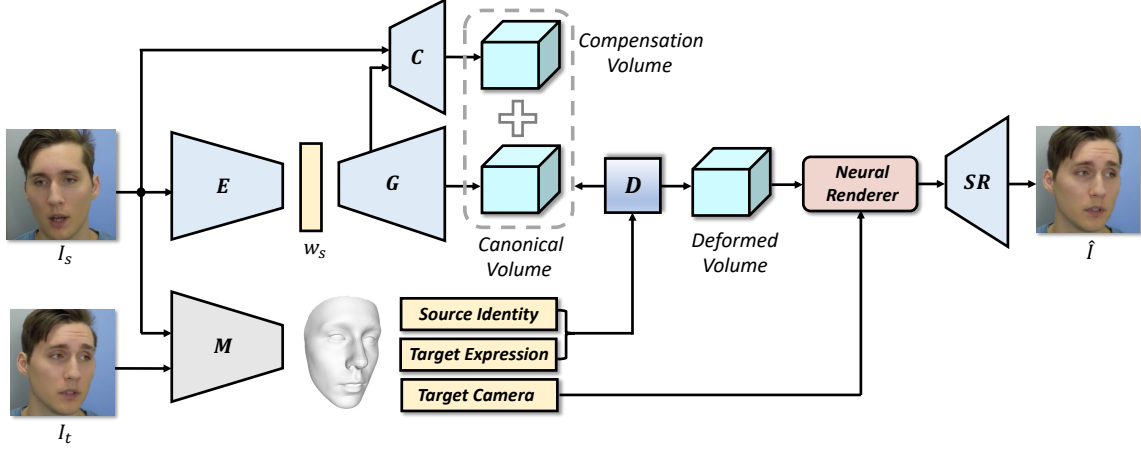 C
Compensation
Volume
E
G
D
Neural
Renderer
SR
I_s
w_s
Canonical
Volume
Deformed
Volume
Î
M
Source Identity
Target Expression
Target Camera
I_t